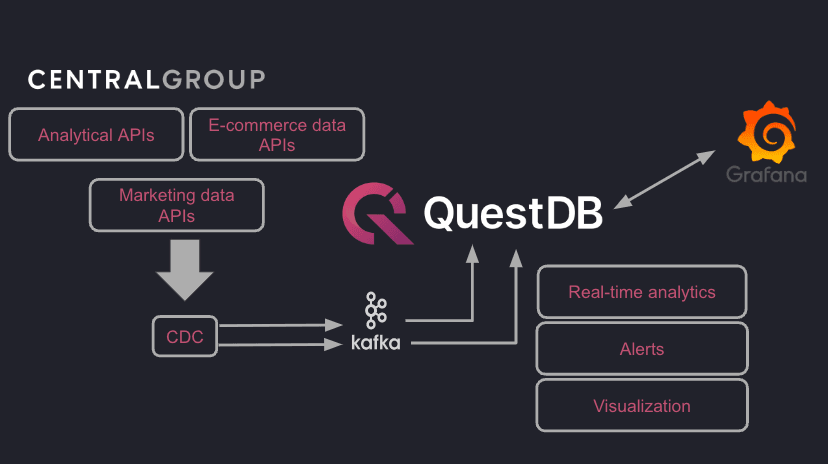 CENTRALGROUP
Analytical APIs
E-commerce data
APIs
Marketing data
APIs
QuestDB
Grafana
CDC
kafka
Real-time analytics
Alerts
Visualization